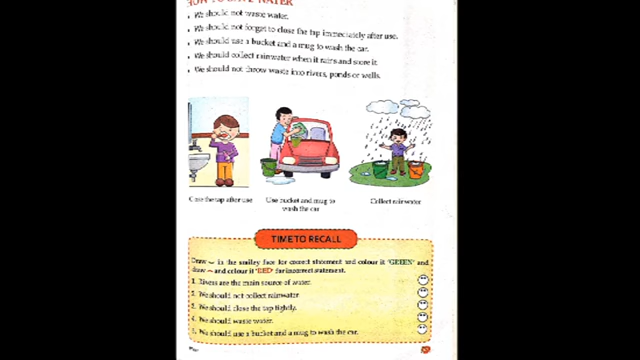 HOW TO SAVE WATER
• We should not waste water.
• We should not forget to close the tap immediately after use.
• We should use a bucket and a mug to wash the car.
• We should collect rainwater when it rains and store it.
• We should not throw waste into rivers, ponds or wells.
Close the tap after use
Use bucket and mug to
wash the car
Collect rainwater
TIME TO RECALL
Draw in the smiley face for correct statement and colour it 'GREEN' and
draw and colour it 'RED' for incorrect statement.
1. Rivers are the main source of water.
2. We should not collect rainwater
3. We should close the tap tightly.
4. We should waste water.
5. We should use a bucket and a mug to wash the car.